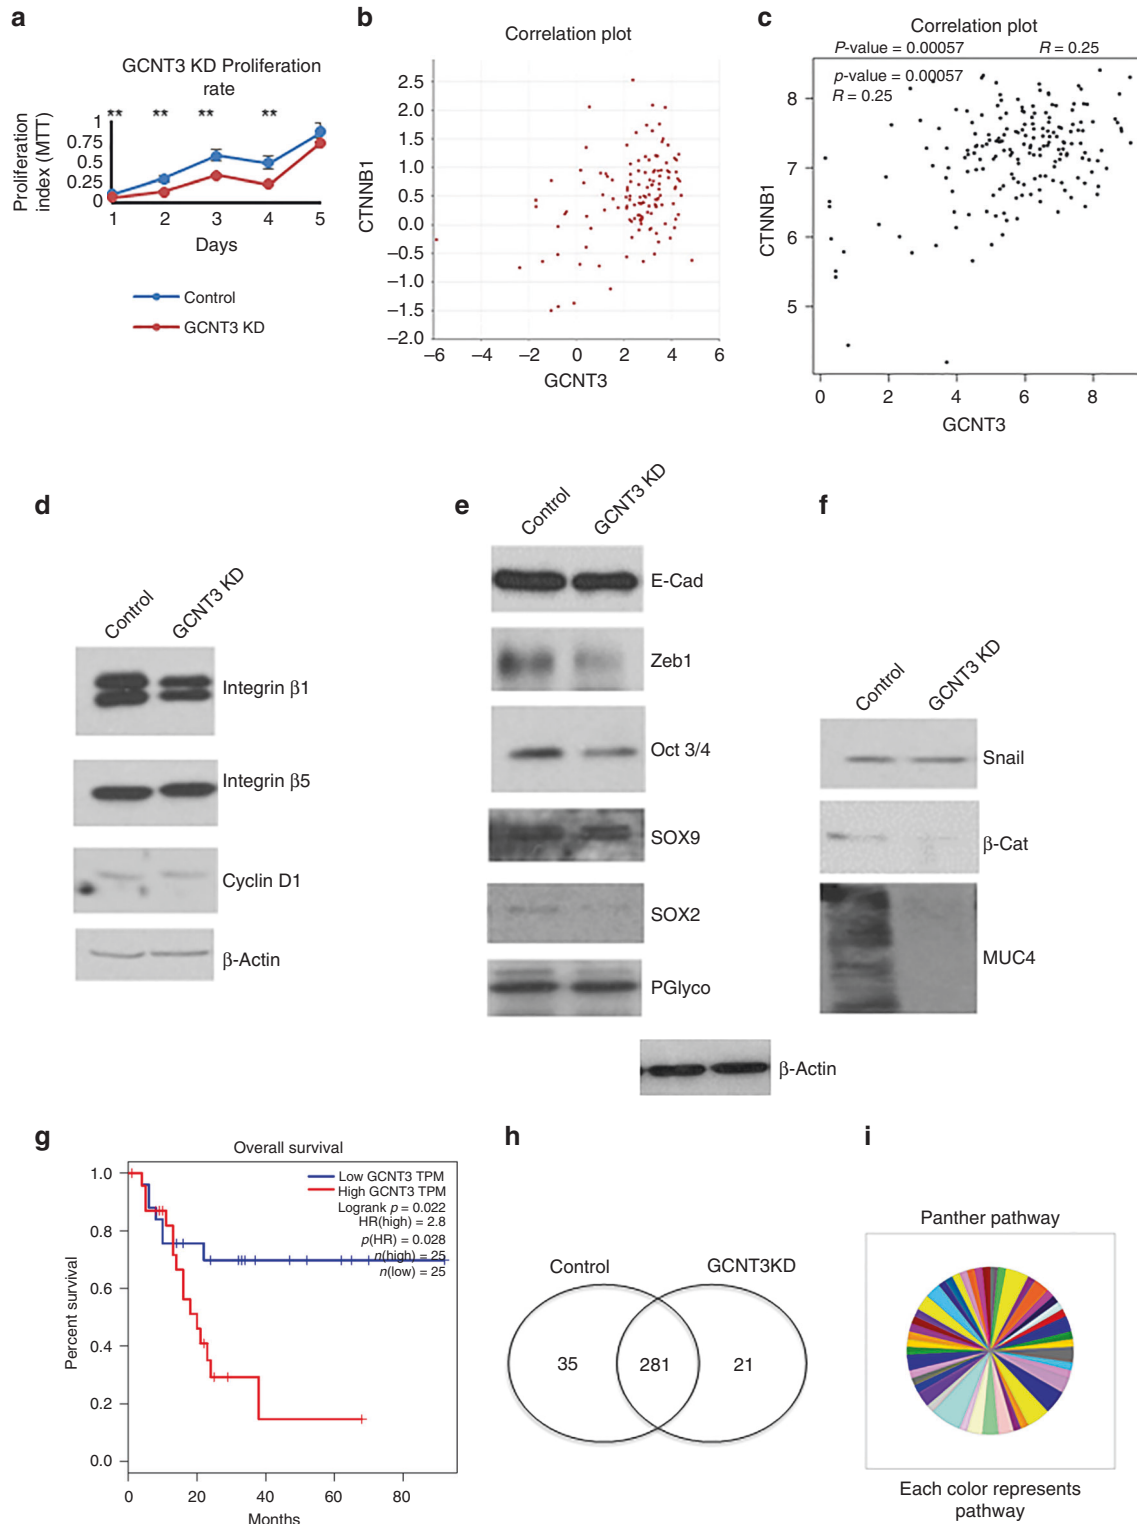 a
GCNT3 KD Proliferation
rate
** ** ** **
Proliferation
index (MTT)
1
0.75
0.5
0.25
0
1 2 3 4 5
Days
Control
GCNT3 KD
b
Correlation plot
CTNNB1
2.5
2.0
1.5
1.0
0.5
0.0
−0.5
−1.0
−1.5
−2.0
−6 −4 −2 0 2 4 6
GCNT3
c
Correlation plot
P-value = 0.00057 R = 0.25
p-value = 0.00057
R = 0.25
CTNNB1
8
7
6
5
0 2 4 6 8
GCNT3
d
Control
GCNT3 KD
Integrin β1
Integrin β5
Cyclin D1
β-Actin
e
Control
GCNT3 KD
E-Cad
Zeb1
Oct 3/4
SOX9
SOX2
PGlyco
β-Actin
f
Control
GCNT3 KD
Snail
β-Cat
MUC4
g
Overall survival
Low GCNT3 TPM
High GCNT3 TPM
Logrank p = 0.022
HR(high) = 2.8
p(HR) = 0.028
n(high) = 25
n(low) = 25
Percent survival
1.0
0.8
0.6
0.4
0.2
0.0
0 20 40 60 80
Months
h
Control GCNT3KD
35 281 21
i
Panther pathway
Each color represents
pathway